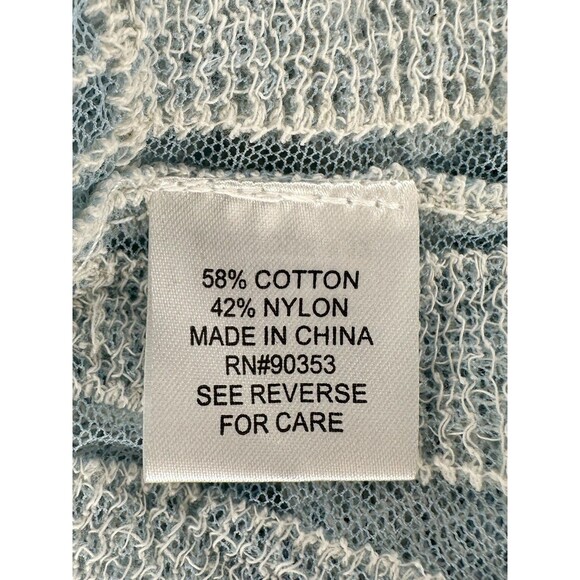 58% COTTON
42% NYLON
MADE IN CHINA
RN#90353
SEE REVERSE
FOR CARE